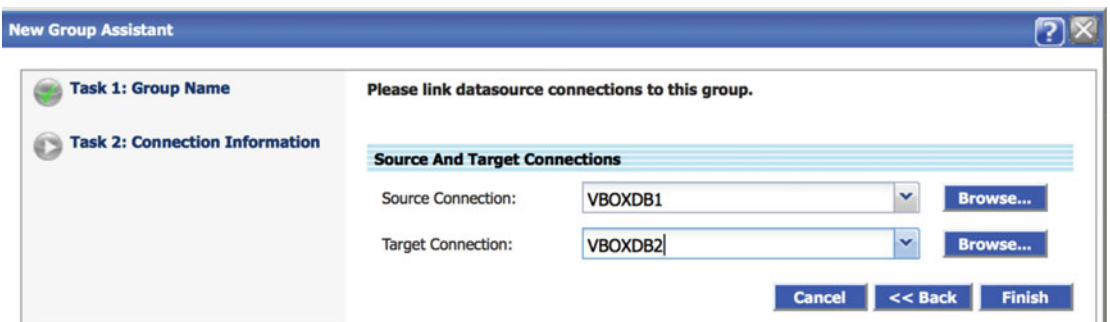 New Group Assistant
?
Task 1: Group Name
Task 2: Connection Information
Please link datasource connections to this group.
Source And Target Connections
Source Connection: VBOXDB1 Browse...
Target Connection: VBOXDB2 Browse...
Cancel << Back Finish